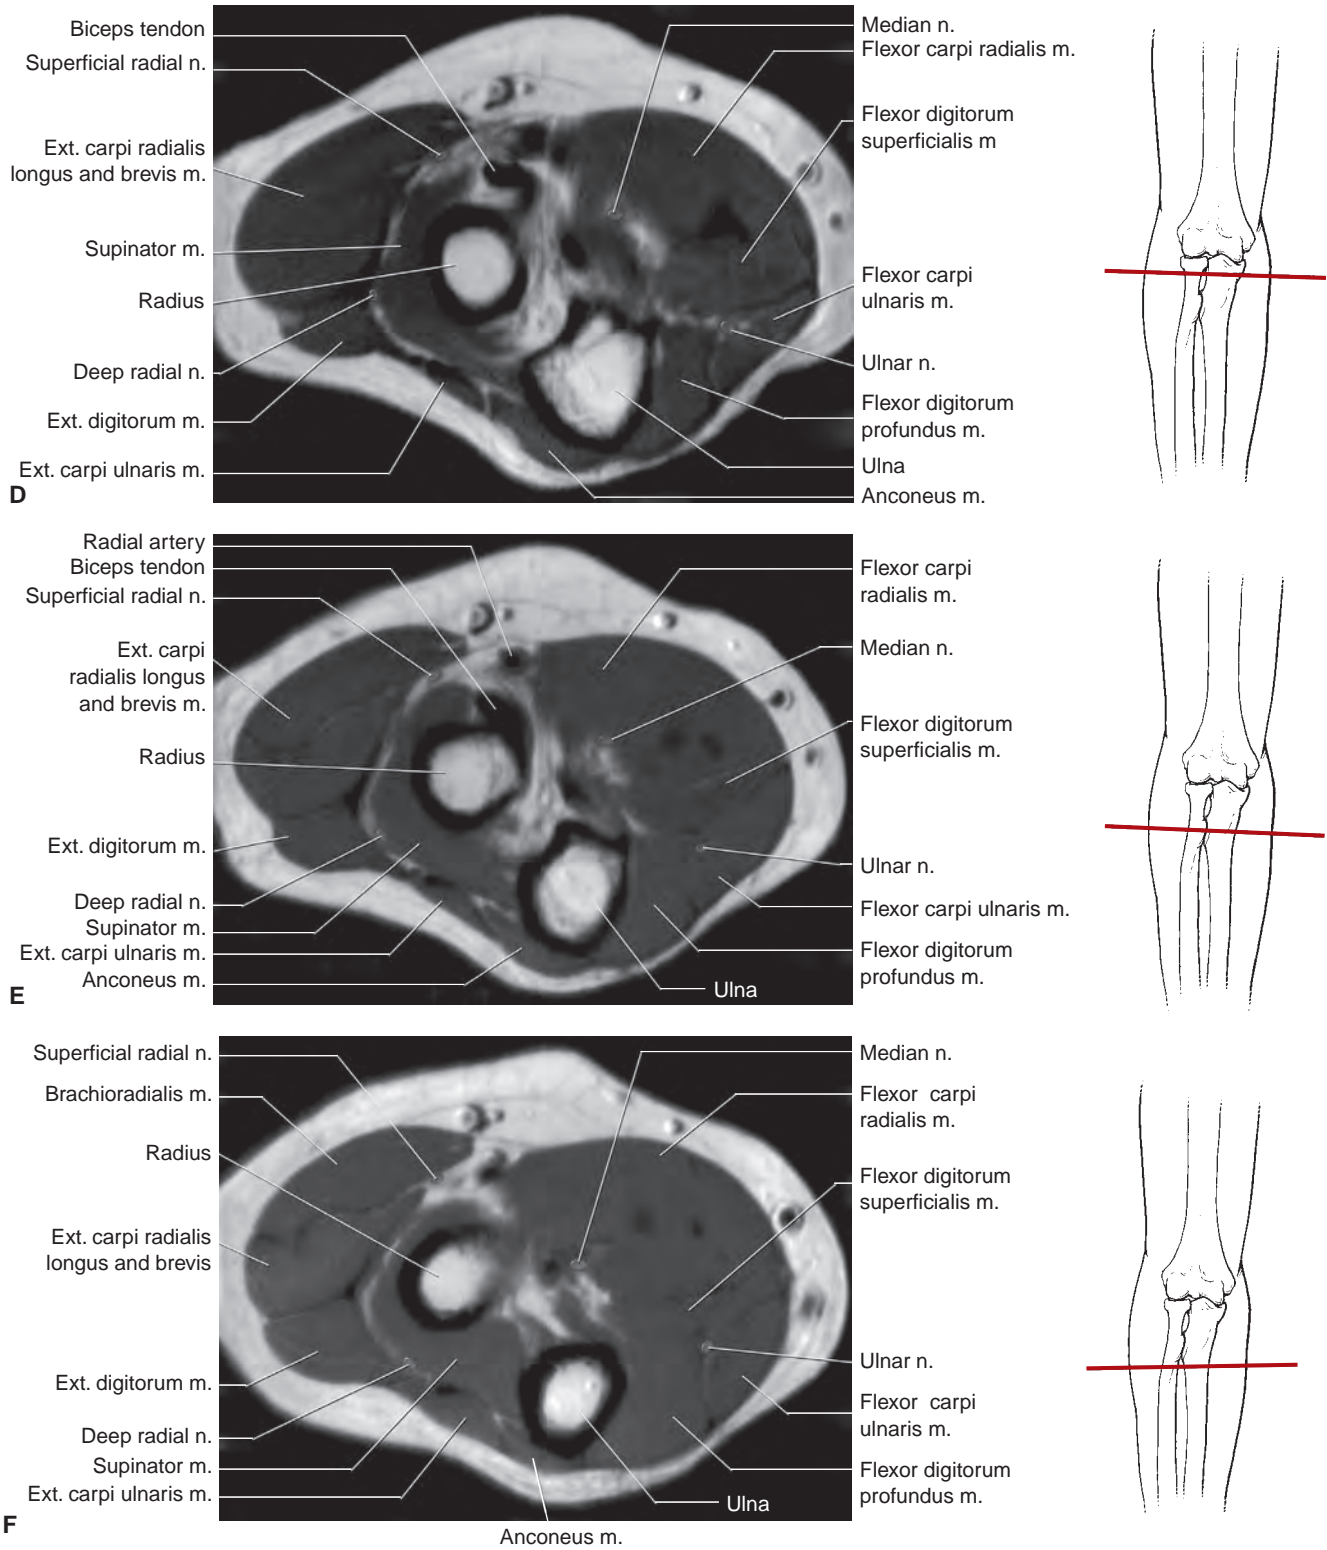 Biceps tendon
Superficial radial n.
Ext. carpi radialis
longus and brevis m.
Supinator m.
Radius
Deep radial n.
Ext. digitorum m.
Ext. carpi ulnaris m.
D
Median n.
Flexor carpi radialis m.
Flexor digitorum
superficialis m
Flexor carpi
ulnaris m.
Ulnar n.
Flexor digitorum
profundus m.
Ulna
Anconeus m.
Radial artery
Biceps tendon
Superficial radial n.
Ext. carpi
radialis longus
and brevis m.
Radius
Ext. digitorum m.
Deep radial n.
Supinator m.
Ext. carpi ulnaris m.
Anconeus m.
E
Flexor carpi
radialis m.
Median n.
Flexor digitorum
superficialis m.
Ulnar n.
Flexor carpi ulnaris m.
Flexor digitorum
profundus m.
Ulna
Superficial radial n.
Brachioradialis m.
Radius
Ext. carpi radialis
longus and brevis
Ext. digitorum m.
Deep radial n.
Supinator m.
Ext. carpi ulnaris m.
F
Median n.
Flexor carpi
radialis m.
Flexor digitorum
superficialis m.
Ulnar n.
Flexor carpi
ulnaris m.
Flexor digitorum
profundus m.
Ulna
Anconeus m.